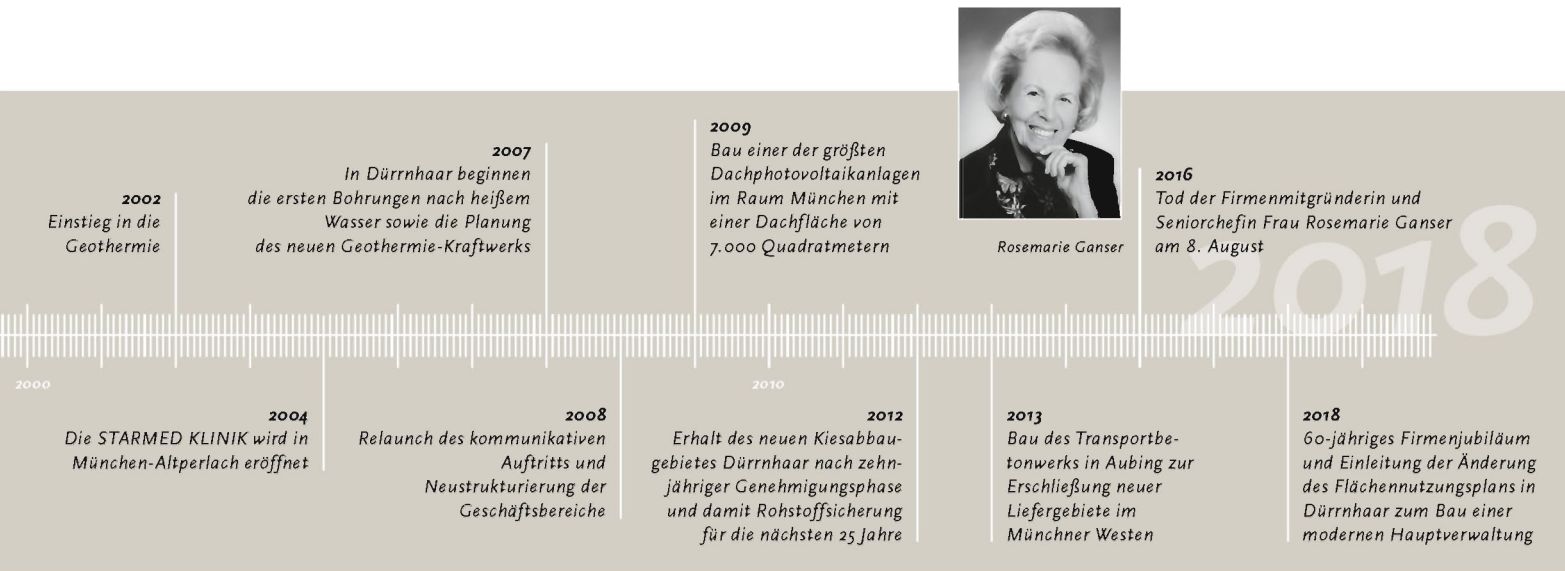 2002
Einstieg in die
Geothermie
2007
In Dürrnhaar beginnen
die ersten Bohrungen nach heißem
Wasser sowie die Planung
des neuen Geothermie-Kraftwerks
2009
Bau einer der größten
Dachphotovoltaikanlagen
im Raum München mit
einer Dachfläche von
7.000 Quadratmetern
Rosemarie Ganser
2016
Tod der Firmenmitgründerin und
Seniorchefin Frau Rosemarie Ganser
am 8. August
2018
2000
2010
2004
Die STARMED KLINIK wird in
München-Altperlach eröffnet
2008
Relaunch des kommunikativen
Auftritts und
Neustrukturierung der
Geschäftsbereiche
2012
Erhalt des neuen Kiesabbau-
gebietes Dürrnhaar nach zehn-
jähriger Genehmigungsphase
und damit Rohstoffsicherung
für die nächsten 25 Jahre
2013
Bau des Transportbe-
tonwerks in Aubing zur
Erschließung neuer
Liefergebiete im
Münchner Westen
2018
60-jähriges Firmenjubiläum
und Einleitung der Änderung
des Flächennutzungsplans in
Dürrnhaar zum Bau einer
modernen Hauptverwaltung